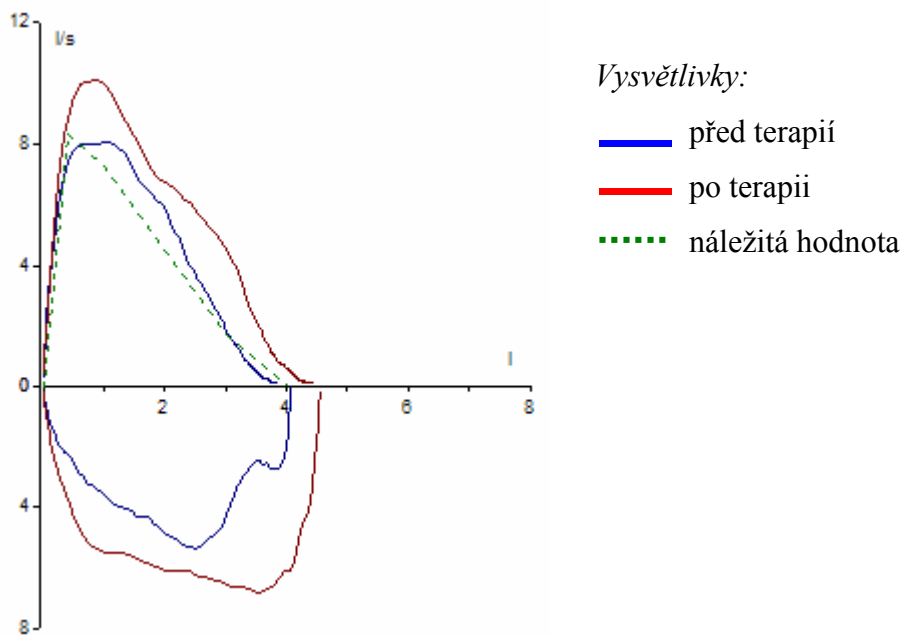 12
l/s
8
4
0
2
4
6
8
l
4
8
Vysvětlivky:
před terapií
po terapii
náležitá hodnota